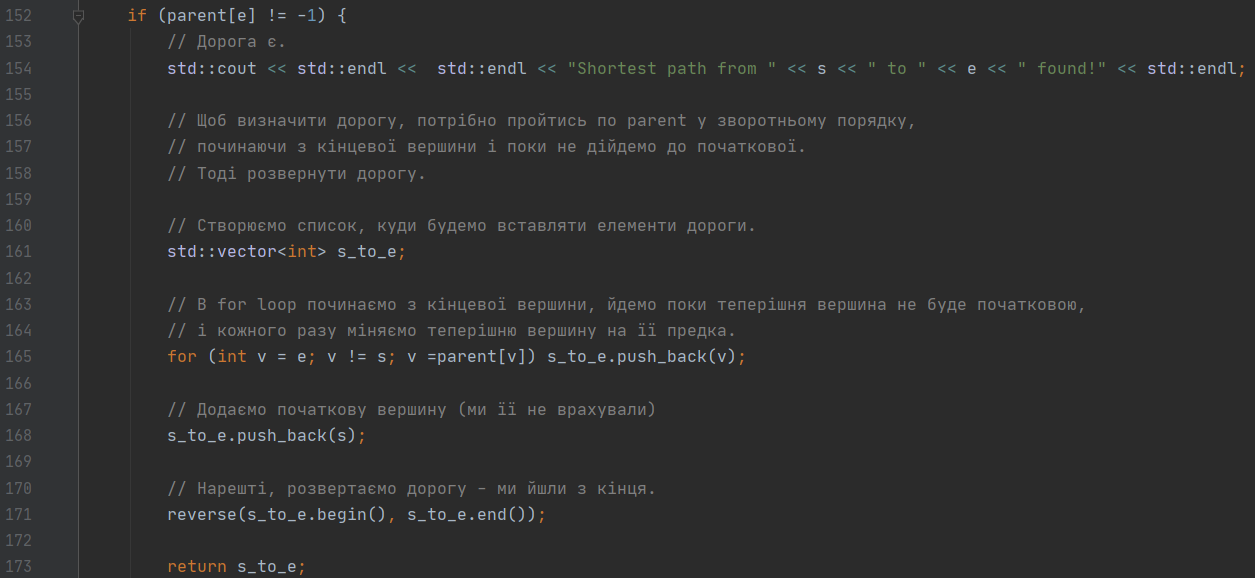 152 if (parent[e] != -1) {
153 // Дорога є.
154 std::cout << std::endl <<  std::endl << "Shortest path from " << s << " to " << e << " found!" << std::endl;
155
156 // Щоб визначити дорогу, потрібно пройтись по parent у зворотньому порядку,
157 // починаючи з кінцевої вершини і поки не дійдемо до початкової.
158 // Тоді розвернути дорогу.
159
160 // Створюємо список, куди будемо вставляти елементи дороги.
161 std::vector<int> s_to_e;
162
163 // В for loop починаємо з кінцевої вершини, йдемо поки теперішня вершина не буде початковою,
164 // і кожного разу міняємо теперішню вершину на її предка.
165 for (int v = e; v != s; v =parent[v]) s_to_e.push_back(v);
166
167 // Додаємо початкову вершину (ми її не врахували)
168 s_to_e.push_back(s);
169
170 // Нарешті, розвертаємо дорогу – ми йшли з кінця.
171 reverse(s_to_e.begin(), s_to_e.end());
172
173 return s_to_e;